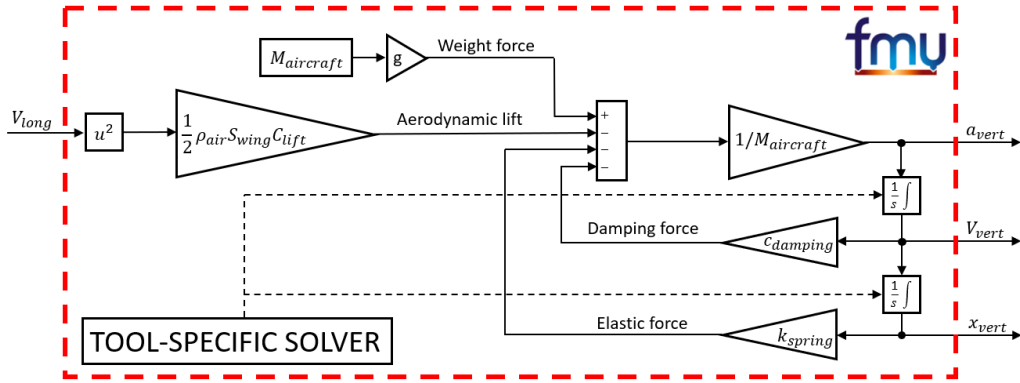 Weight force
M_aircraft
g
fmu
V_long
u²
1/2 ρ_air S_wing C_lift
Aerodynamic lift
+
−
−
−
1/M_aircraft
a_vert
1/s ∫
Damping force
c_damping
V_vert
1/s ∫
TOOL-SPECIFIC SOLVER
Elastic force
k_spring
x_vert